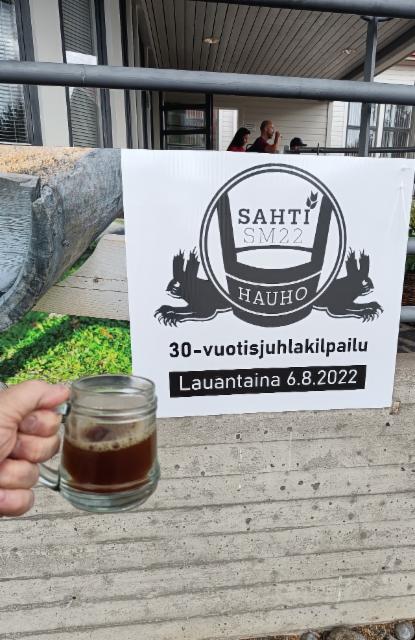 SAHTI
SM22
HAUHO
30-vuotisjuhlakilpailu
Lauantaina 6.8.2022